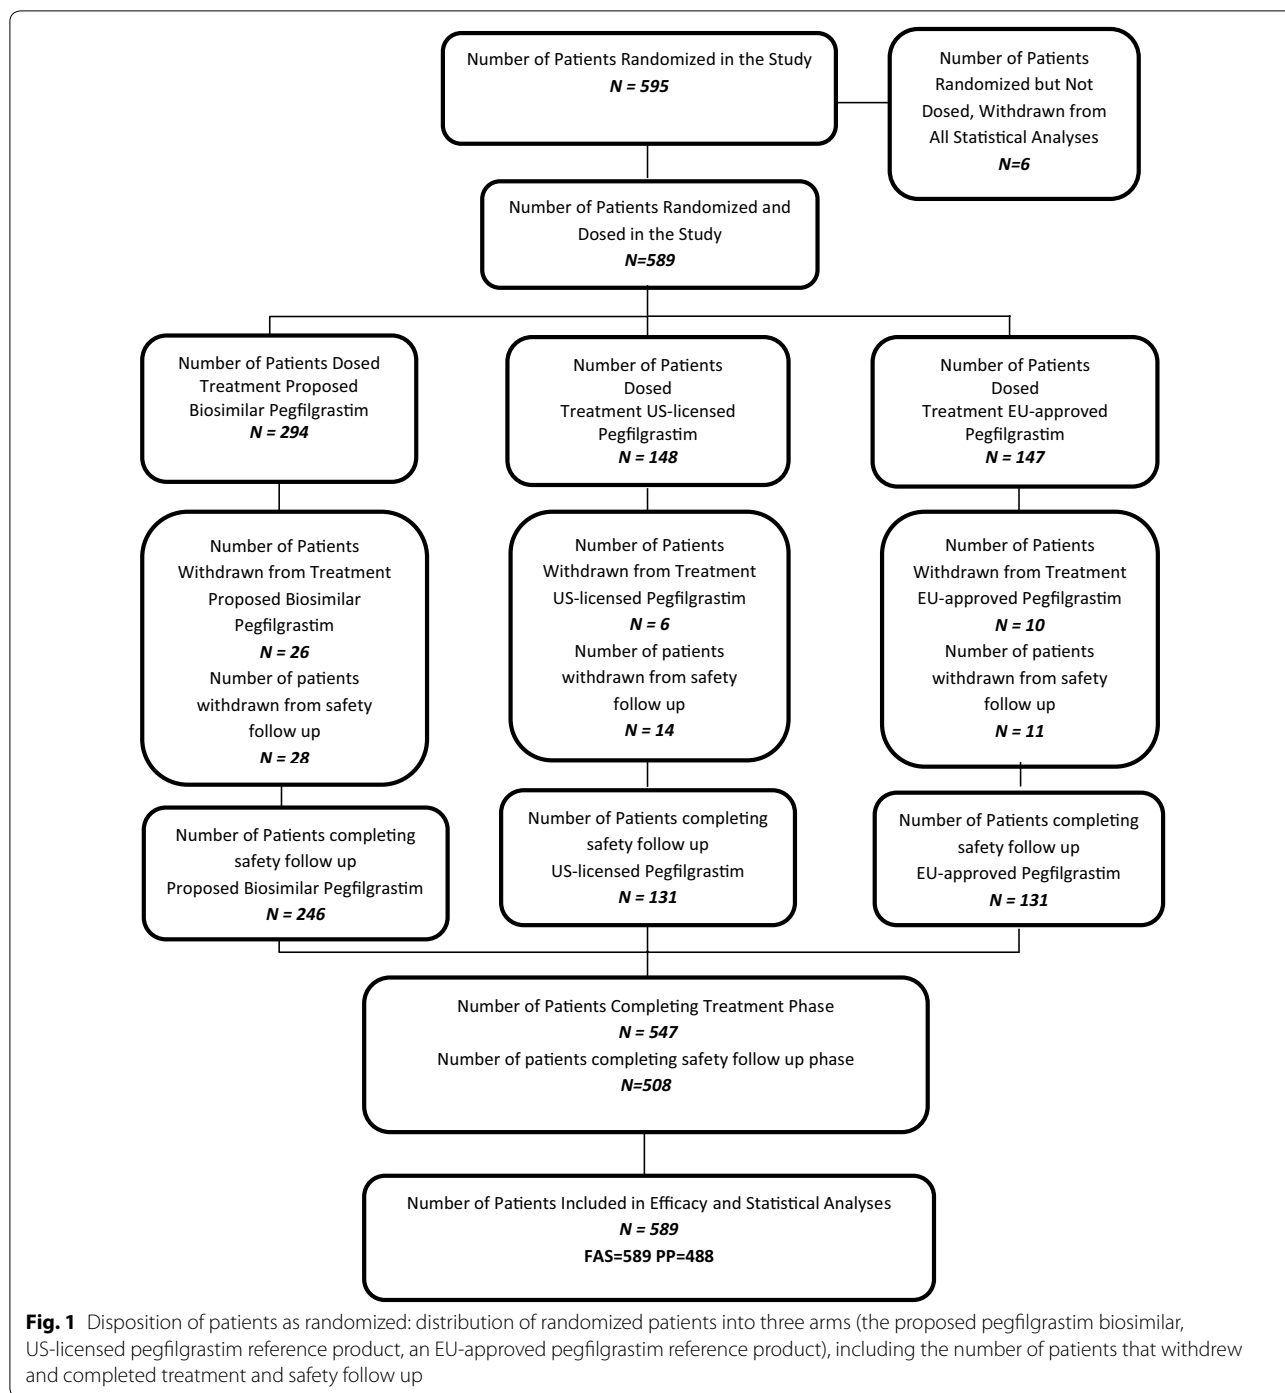 Number of Patients Randomized in the Study
N = 595
Number of Patients
Randomized but Not
Dosed, Withdrawn from
All Statistical Analyses
N=6
Number of Patients Randomized and
Dosed in the Study
N=589
Number of Patients Dosed
Treatment Proposed
Biosimilar Pegfilgrastim
N = 294
Number of Patients
Dosed
Treatment US-licensed
Pegfilgrastim
N = 148
Number of Patients
Dosed
Treatment EU-approved
Pegfilgrastim
N = 147
Number of Patients
Withdrawn from Treatment
Proposed Biosimilar
Pegfilgrastim
N = 26
Number of patients
withdrawn from safety
follow up
N = 28
Number of Patients
Withdrawn from Treatment
US-licensed Pegfilgrastim
N = 6
Number of patients
withdrawn from safety
follow up
N = 14
Number of Patients
Withdrawn from Treatment
EU-approved Pegfilgrastim
N = 10
Number of patients
withdrawn from safety
follow up
N = 11
Number of Patients completing
safety follow up
Proposed Biosimilar Pegfilgrastim
N = 246
Number of Patients completing
safety follow up
US-licensed Pegfilgrastim
N = 131
Number of Patients completing
safety follow up
EU-approved Pegfilgrastim
N = 131
Number of Patients Completing Treatment Phase
N = 547
Number of patients completing safety follow up phase
N=508
Number of Patients Included in Efficacy and Statistical Analyses
N = 589
FAS=589 PP=488
Fig. 1 Disposition of patients as randomized: distribution of randomized patients into three arms (the proposed pegfilgrastim biosimilar,
US-licensed pegfilgrastim reference product, an EU-approved pegfilgrastim reference product), including the number of patients that withdrew
and completed treatment and safety follow up